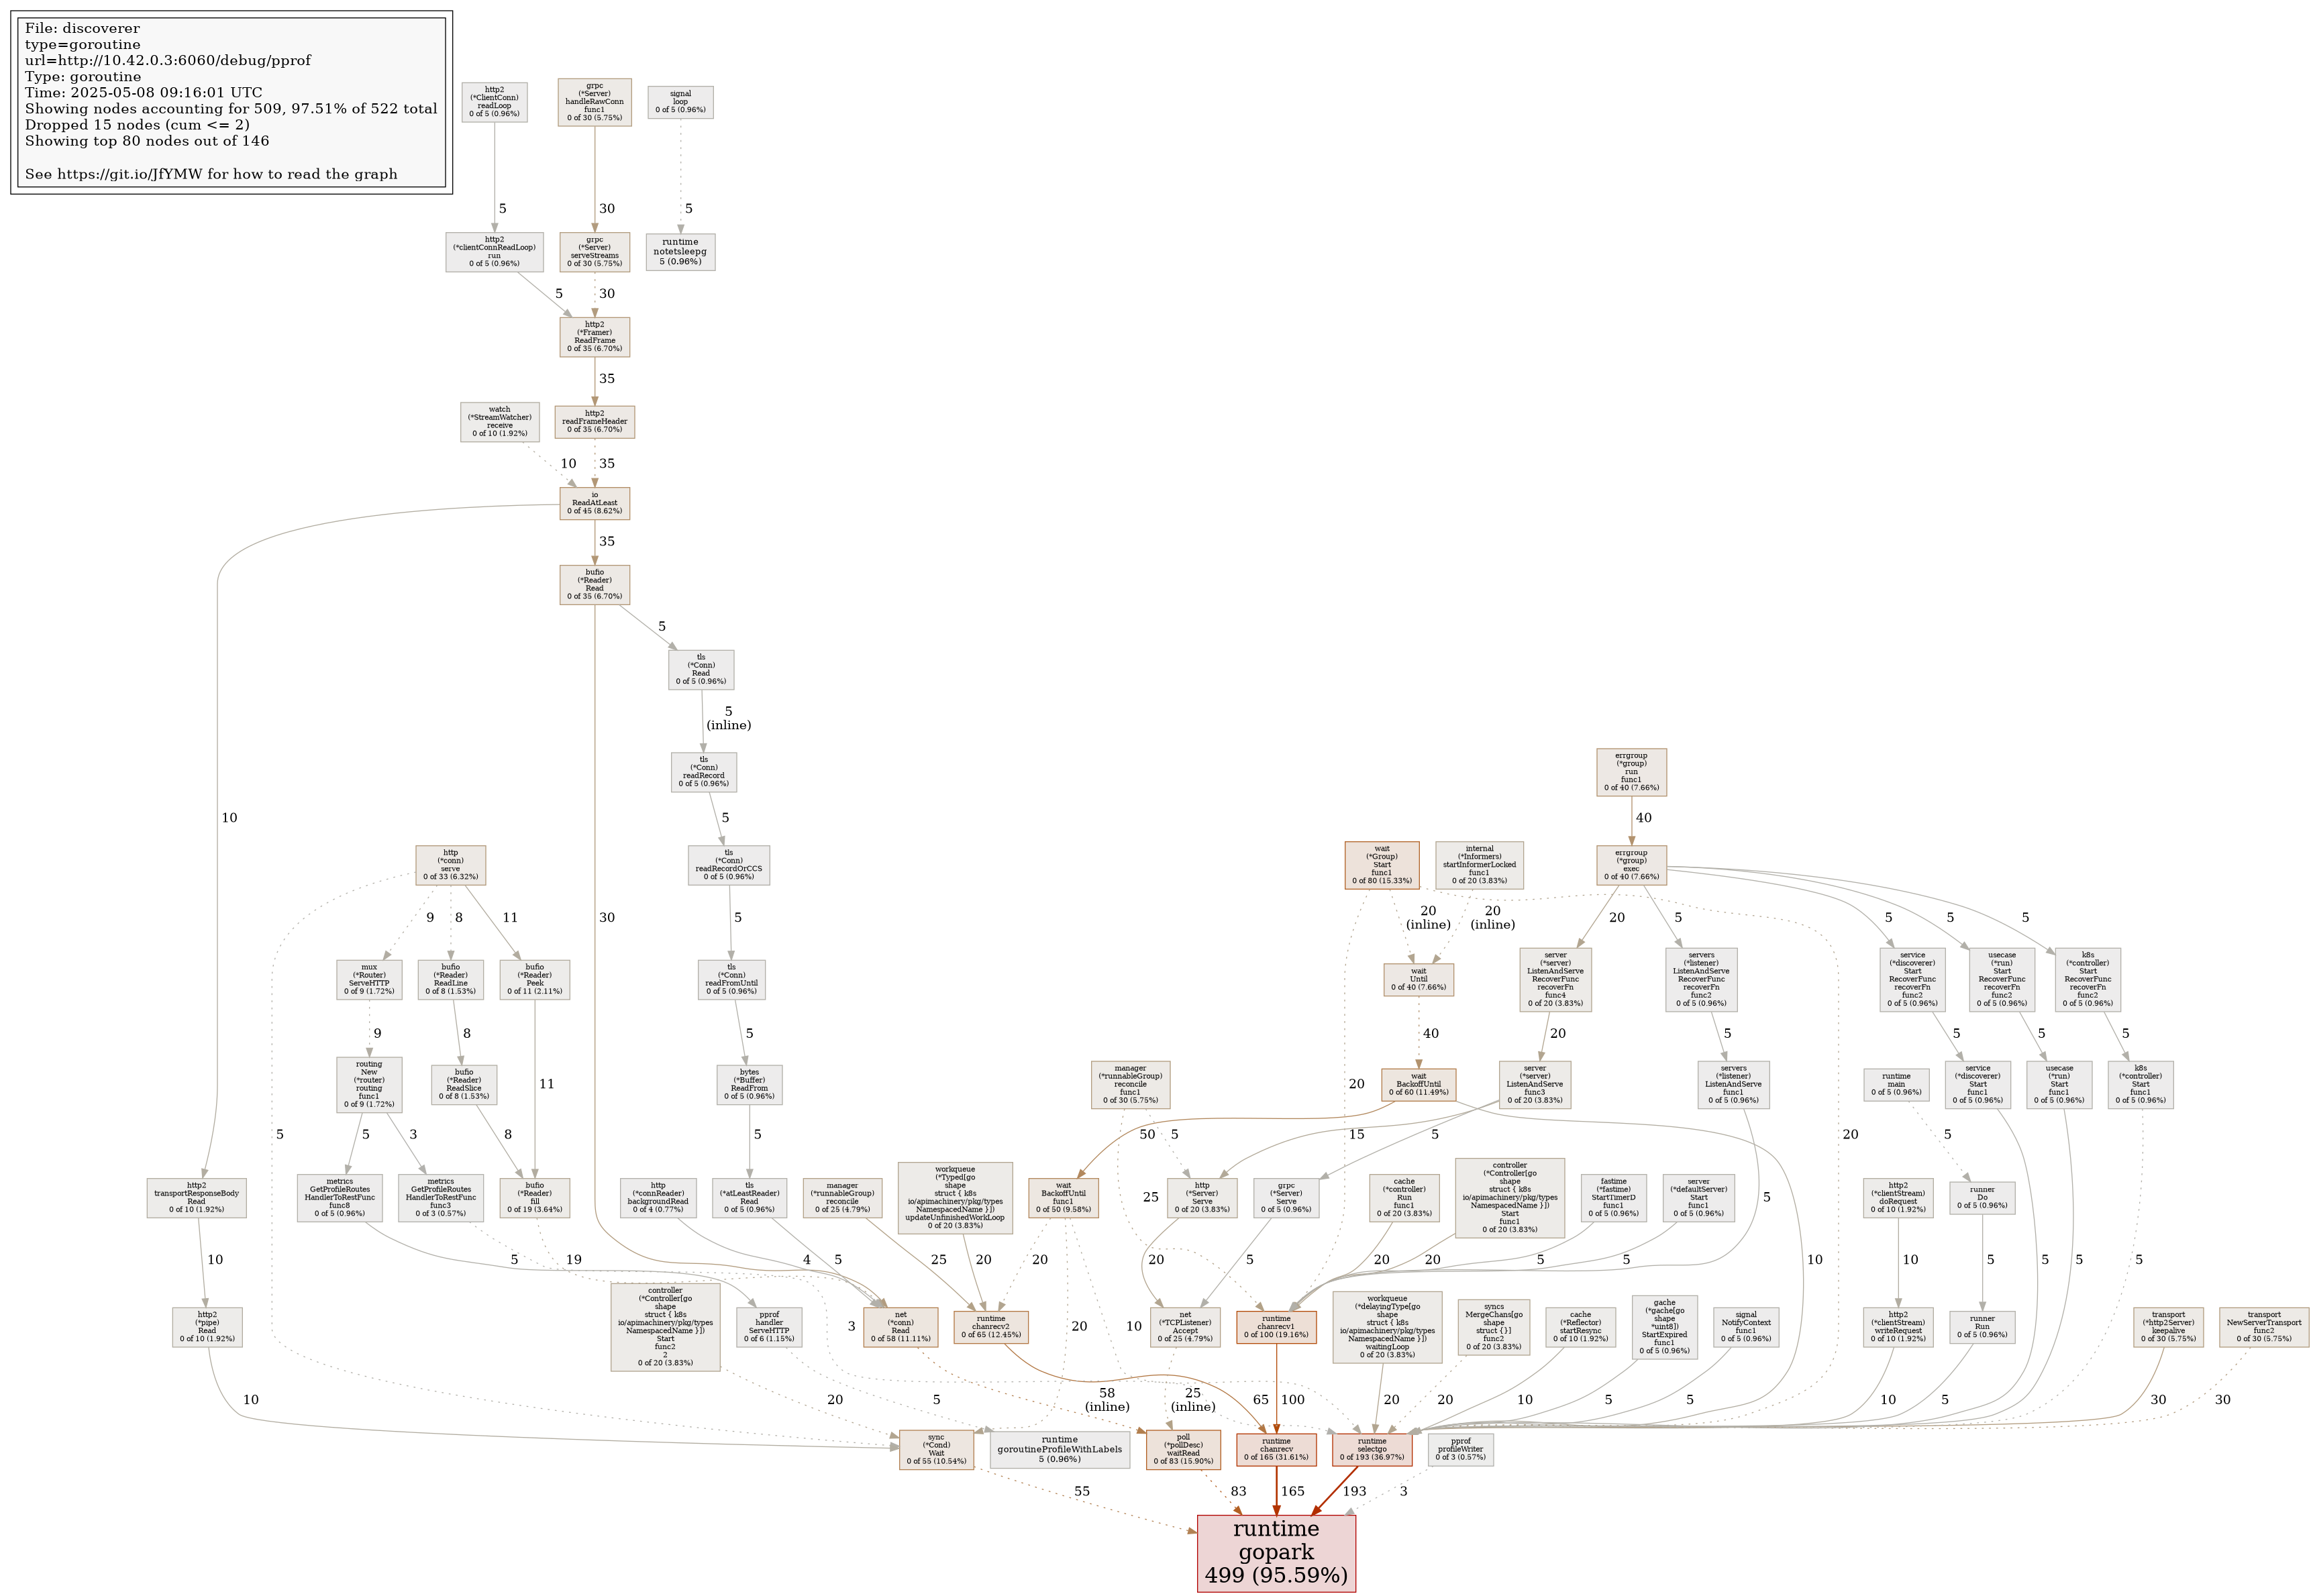 File: discoverer
type=goroutine
url=http://10.42.0.3:6060/debug/pprof
Type: goroutine
Time: 2025-05-08 09:16:01 UTC
Showing nodes accounting for 509, 97.51% of 522 total
Dropped 15 nodes (cum <= 2)
Showing top 80 nodes out of 146
See https://git.io/JfYMW for how to read the graph
http2
(*ClientConn)
readLoop
0 of 5 (0.96%)
grpc
(*Server)
handleRawConn
func1
0 of 30 (5.75%)
signal
loop
0 of 5 (0.96%)
5
30
5
http2
(*clientConnReadLoop)
run
0 of 5 (0.96%)
grpc
(*Server)
serveStreams
0 of 30 (5.75%)
runtime
notetsleepg
5 (0.96%)
5
30
http2
(*Framer)
ReadFrame
0 of 35 (6.70%)
35
watch
(*StreamWatcher)
receive
0 of 10 (1.92%)
http2
readFrameHeader
0 of 35 (6.70%)
10
35
io
ReadAtLeast
0 of 45 (8.62%)
35
bufio
(*Reader)
Read
0 of 35 (6.70%)
5
tls
(*Conn)
Read
0 of 5 (0.96%)
5
(inline)
tls
(*Conn)
readRecord
0 of 5 (0.96%)
errgroup
(*group)
run
func1
0 of 40 (7.66%)
10
5
40
http
(*conn)
serve
0 of 33 (6.32%)
tls
(*Conn)
readRecordOrCCS
0 of 5 (0.96%)
wait
(*Group)
Start
func1
0 of 80 (15.33%)
internal
(*Informers)
startInformerLocked
func1
0 of 20 (3.83%)
errgroup
(*group)
exec
0 of 40 (7.66%)
9
8
11
30
5
20
(inline)
20
(inline)
20
5
5
5
5
mux
(*Router)
ServeHTTP
0 of 9 (1.72%)
bufio
(*Reader)
ReadLine
0 of 8 (1.53%)
bufio
(*Reader)
Peek
0 of 11 (2.11%)
tls
(*Conn)
readFromUntil
0 of 5 (0.96%)
wait
Until
0 of 40 (7.66%)
server
(*server)
ListenAndServe
RecoverFunc
recoverFn
func4
0 of 20 (3.83%)
servers
(*listener)
ListenAndServe
RecoverFunc
recoverFn
func2
0 of 5 (0.96%)
service
(*discoverer)
Start
RecoverFunc
recoverFn
func2
0 of 5 (0.96%)
usecase
(*run)
Start
RecoverFunc
recoverFn
func2
0 of 5 (0.96%)
k8s
(*controller)
Start
RecoverFunc
recoverFn
func2
0 of 5 (0.96%)
9
8
5
40
20
5
5
5
5
routing
New
(*router)
routing
func1
0 of 9 (1.72%)
bufio
(*Reader)
ReadSlice
0 of 8 (1.53%)
11
bytes
(*Buffer)
ReadFrom
0 of 5 (0.96%)
manager
(*runnableGroup)
reconcile
func1
0 of 30 (5.75%)
20
wait
BackoffUntil
0 of 60 (11.49%)
server
(*server)
ListenAndServe
func3
0 of 20 (3.83%)
servers
(*listener)
ListenAndServe
func1
0 of 5 (0.96%)
runtime
main
0 of 5 (0.96%)
service
(*discoverer)
Start
func1
0 of 5 (0.96%)
usecase
(*run)
Start
func1
0 of 5 (0.96%)
k8s
(*controller)
Start
func1
0 of 5 (0.96%)
5
5
3
8
5
50
5
15
5
20
5
http2
transportResponseBody
Read
0 of 10 (1.92%)
metrics
GetProfileRoutes
HandlerToRestFunc
func8
0 of 5 (0.96%)
metrics
GetProfileRoutes
HandlerToRestFunc
func3
0 of 3 (0.57%)
bufio
(*Reader)
fill
0 of 19 (3.64%)
http
(*connReader)
backgroundRead
0 of 4 (0.77%)
tls
(*atLeastReader)
Read
0 of 5 (0.96%)
manager
(*runnableGroup)
reconcile
0 of 25 (4.79%)
workqueue
(*Typed[go
shape
struct { k8s
io/apimachinery/pkg/types
NamespacedName }])
updateUnfinishedWorkLoop
0 of 20 (3.83%)
wait
BackoffUntil
func1
0 of 50 (9.58%)
25
http
(*Server)
Serve
0 of 20 (3.83%)
grpc
(*Server)
Serve
0 of 5 (0.96%)
cache
(*controller)
Run
func1
0 of 20 (3.83%)
controller
(*Controller[go
shape
struct { k8s
io/apimachinery/pkg/types
NamespacedName }])
Start
func1
0 of 20 (3.83%)
fastime
(*fastime)
StartTimerD
func1
0 of 5 (0.96%)
server
(*defaultServer)
Start
func1
0 of 5 (0.96%)
5
http2
(*clientStream)
doRequest
0 of 10 (1.92%)
runner
Do
0 of 5 (0.96%)
10
5
19
4
5
25
20
20
20
5
20
20
5
5
10
10
5
5
5
5
http2
(*pipe)
Read
0 of 10 (1.92%)
controller
(*Controller[go
shape
struct { k8s
io/apimachinery/pkg/types
NamespacedName }])
Start
func2
2
0 of 20 (3.83%)
pprof
handler
ServeHTTP
0 of 6 (1.15%)
3
net
(*conn)
Read
0 of 58 (11.11%)
runtime
chanrecv2
0 of 65 (12.45%)
20
10
net
(*TCPListener)
Accept
0 of 25 (4.79%)
runtime
chanrecv1
0 of 100 (19.16%)
workqueue
(*delayingType[go
shape
struct { k8s
io/apimachinery/pkg/types
NamespacedName }])
waitingLoop
0 of 20 (3.83%)
syncs
MergeChans[go
shape
struct {}]
func2
0 of 20 (3.83%)
cache
(*Reflector)
startResync
0 of 10 (1.92%)
gache
(*gache[go
shape
*uint8])
StartExpired
func1
0 of 5 (0.96%)
signal
NotifyContext
func1
0 of 5 (0.96%)
http2
(*clientStream)
writeRequest
0 of 10 (1.92%)
runner
Run
0 of 5 (0.96%)
transport
(*http2Server)
keepalive
0 of 30 (5.75%)
transport
NewServerTransport
func2
0 of 30 (5.75%)
10
20
5
58
(inline)
25
(inline)
65
100
20
20
10
5
5
10
5
30
30
sync
(*Cond)
Wait
0 of 55 (10.54%)
runtime
goroutineProfileWithLabels
5 (0.96%)
poll
(*pollDesc)
waitRead
0 of 83 (15.90%)
runtime
chanrecv
0 of 165 (31.61%)
runtime
selectgo
0 of 193 (36.97%)
pprof
profileWriter
0 of 3 (0.57%)
55
83
165
193
3
runtime
gopark
499 (95.59%)